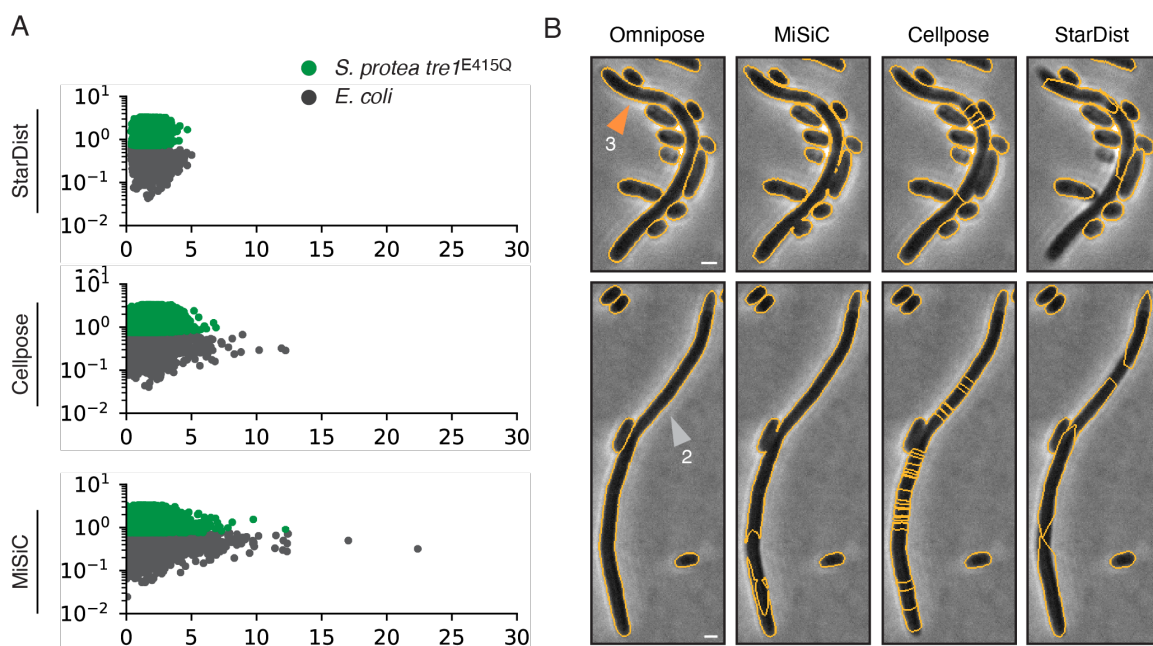 A
S. protea tre1E415Q
E. coli
StarDist
10¹
10⁰
10⁻¹
10⁻²
0 5 10 15 20 25 30
Cellpose
10¹
10⁰
10⁻¹
10⁻²
0 5 10 15 20 25 30
MiSiC
10¹
10⁰
10⁻¹
10⁻²
0 5 10 15 20 25 30
B
Omnipose MiSiC Cellpose StarDist
3
2